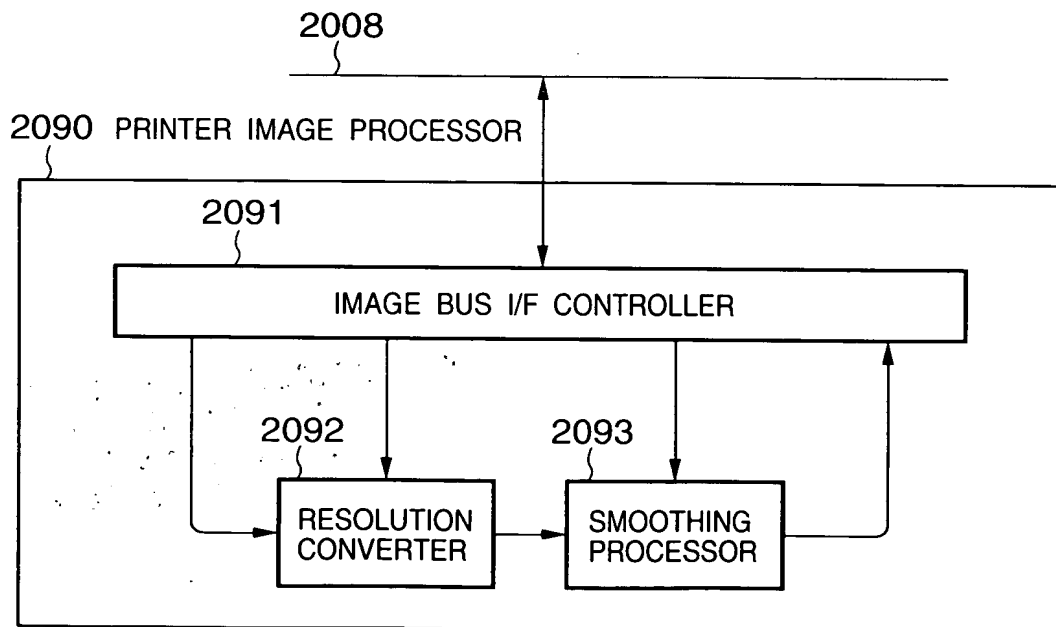 2008
2090 PRINTER IMAGE PROCESSOR
2091
IMAGE BUS I/F CONTROLLER
2092
2093
RESOLUTION
CONVERTER
SMOOTHING
PROCESSOR